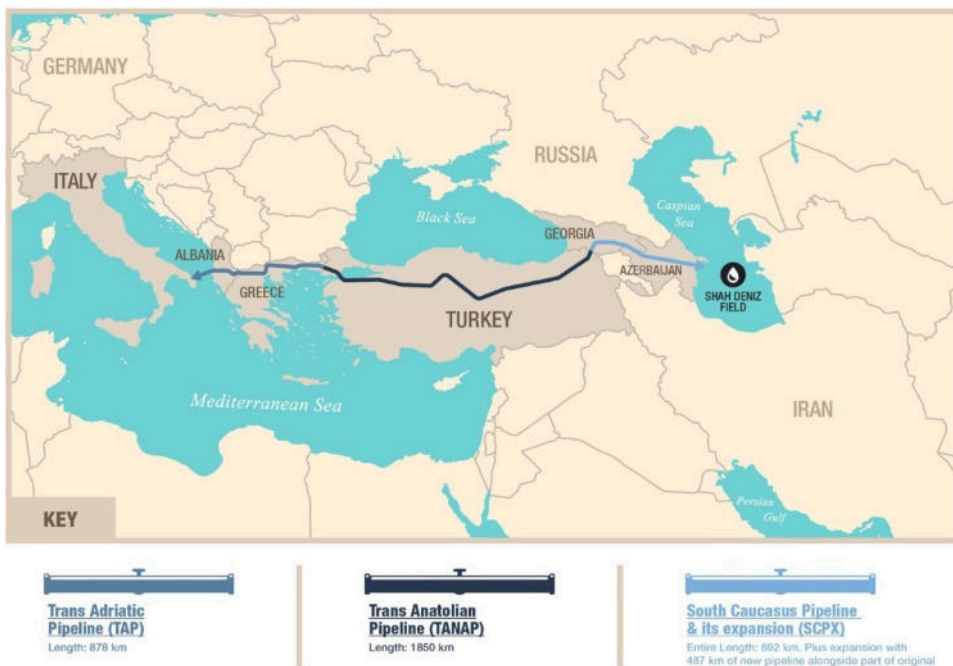 GERMANY
RUSSIA
ITALY
Black Sea
Caspian
Sea
GEORGIA
ALBANIA
AZERBAIJAN
GREECE
SHAH DENIZ
FIELD
TURKEY
Mediterranean Sea
IRAN
Persian
Gulf
KEY
Trans Adriatic
Pipeline (TAP)
Length: 878 km
Trans Anatolian
Pipeline (TANAP)
Length: 1850 km
South Caucasus Pipeline
& its expansion (SCPX)
Entire Length: 692 km. Plus expansion with
487 km of new pipeline alongside part of original